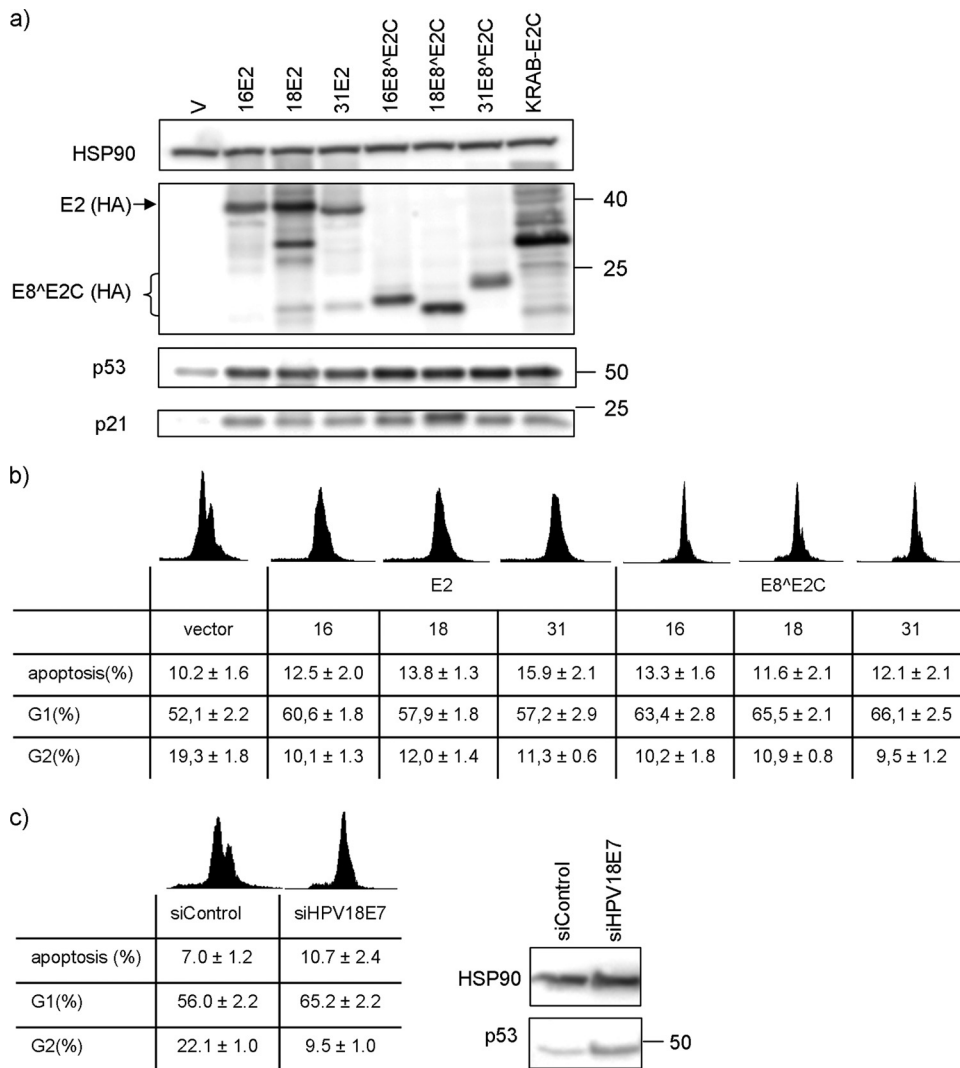 a)
V 16E2 18E2 31E2 16E8^E2C 18E8^E2C 31E8^E2C KRAB-E2C
HSP90
E2 (HA)
40
25
E8^E2C (HA)
p53
50
25
p21
b)
E2 E8^E2C
vector 16 18 31 16 18 31
apoptosis(%) 10.2 ± 1.6 12.5 ± 2.0 13.8 ± 1.3 15.9 ± 2.1 13.3 ± 1.6 11.6 ± 2.1 12.1 ± 2.1
G1(%) 52,1 ± 2.2 60,6 ± 1.8 57,9 ± 1.8 57,2 ± 2.9 63,4 ± 2.8 65,5 ± 2.1 66,1 ± 2.5
G2(%) 19,3 ± 1.8 10,1 ± 1.3 12,0 ± 1.4 11,3 ± 0.6 10,2 ± 1.8 10,9 ± 0.8 9,5 ± 1.2
c)
siControl siHPV18E7
apoptosis (%) 7.0 ± 1.2 10.7 ± 2.4
G1(%) 56.0 ± 2.2 65.2 ± 2.2
G2(%) 22.1 ± 1.0 9.5 ± 1.0
siControl siHPV18E7
HSP90
p53
50